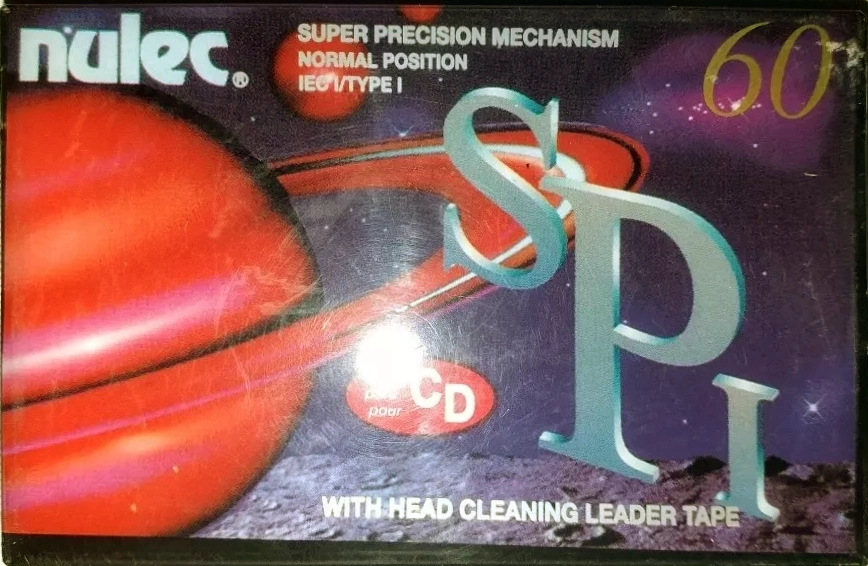 nulec®
SUPER PRECISION MECHANISM
NORMAL POSITION
IEC I/TYPE I
60
SPI
pour
CD
WITH HEAD CLEANING LEADER TAPE